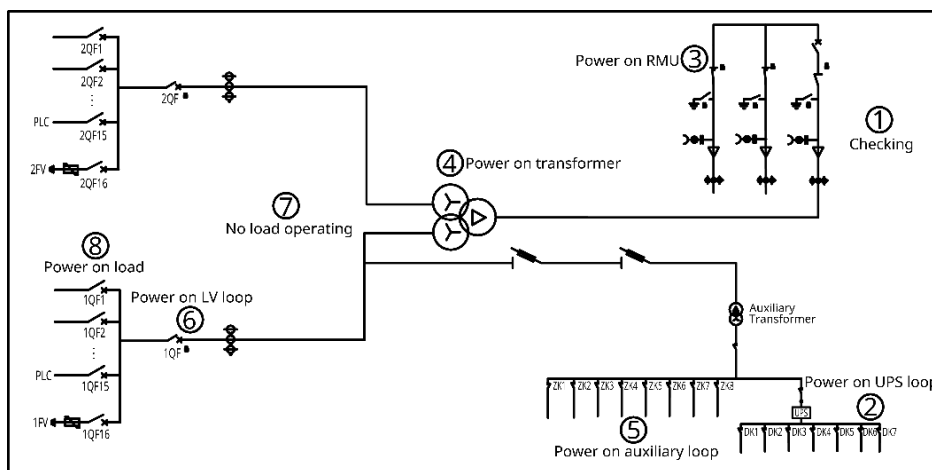 2QF1
2QF2
2QF
PLC
2QF15
2FV
2QF16
3
Power on RMU
1
Checking
4
Power on transformer
7
No load operating
8
Power on load
1QF1
Power on LV loop
6
1QF2
1QF
PLC
1QF15
1FV
1QF16
Auxiliary
Transformer
ZK1 ZK2 ZK3 ZK4 ZK5 ZK6 ZK7 ZK8
Power on UPS loop
UPS
2
5
Power on auxiliary loop
DK1 DK2 DK3 DK4 DK5 DK6 DK7